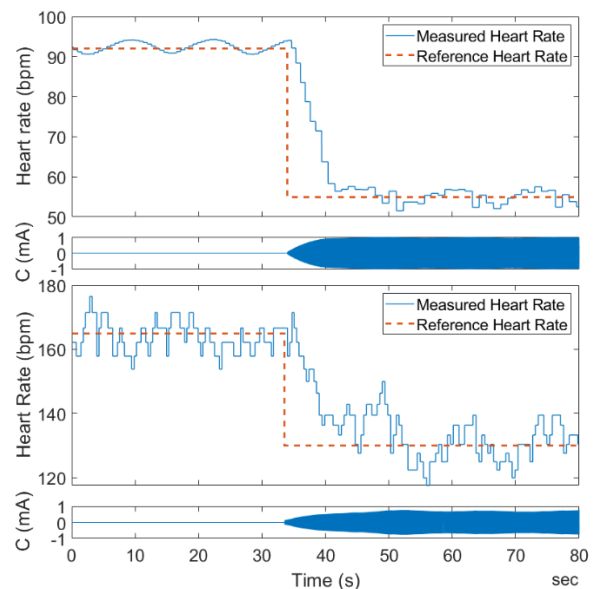 100
90
80
70
60
50
Heart rate (bpm)
Measured Heart Rate
Reference Heart Rate
1
0
-1
C (mA)
180
160
140
120
Heart Rate (bpm)
Measured Heart Rate
Reference Heart Rate
1
0
-1
C (mA)
0 10 20 30 40 50 60 70 80
Time (s) sec